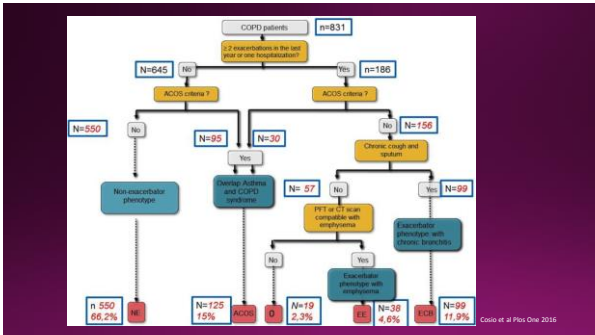 COPD patients
n=831
≥ 2 exacerbations in the last
year or one hospitalization?
N=645
No
Yes
n=186
ACOS criteria ?
ACOS criteria ?
N=550
No
N=95
N=30
No
N=156
Yes
Chronic cough and
sputum
Non-exacerbator
phenotype
Overlap Asthma
and COPD
syndrome
N= 57
No
Yes
N=99
PFT or CT scan
compatible with
emphysema
Exacerbator
phenotype with
chronic bronchitis
No
Yes
Exacerbator
phenotype with
emphysema
n 550
66,2%
NE
N=125
15%
ACOS
0
N=19
2,3%
EE
N=38
4,6%
ECB
N=99
11,9%
Cosio et al Plos One 2016